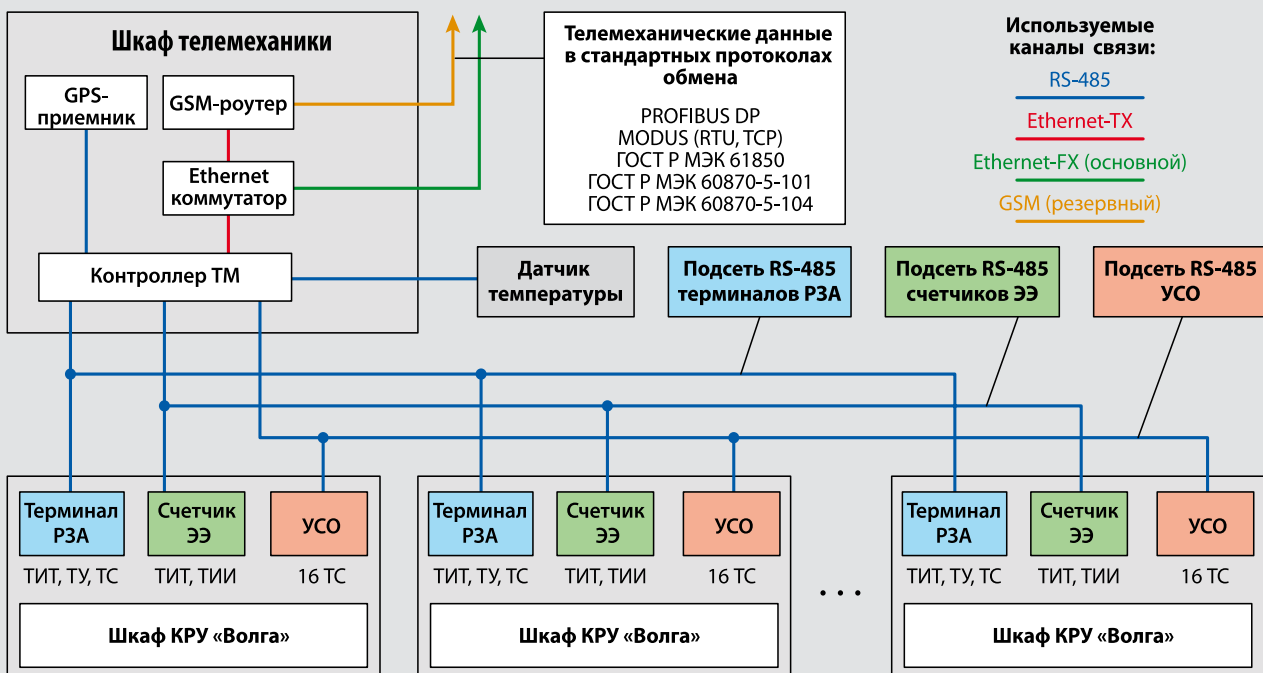 Шкаф телемеханики
GPS-
приемник
GSM-роутер
Ethernet
коммутатор
Контроллер ТМ
Телемеханические данные
в стандартных протоколах
обмена
PROFIBUS DP
MODUS (RTU, TCP)
ГОСТ Р МЭК 61850
ГОСТ Р МЭК 60870-5-101
ГОСТ Р МЭК 60870-5-104
Используемые
каналы связи:
RS-485
Ethernet-TX
Ethernet-FX (основной)
GSM (резервный)
Датчик
температуры
Подсеть RS-485
терминалов РЗА
Подсеть RS-485
счетчиков ЭЭ
Подсеть RS-485
УСО
Терминал
РЗА
Счетчик
ЭЭ
УСО
ТИТ, ТУ, ТС
ТИТ, ТИИ
16 ТС
Шкаф КРУ «Волга»
Терминал
РЗА
Счетчик
ЭЭ
УСО
ТИТ, ТУ, ТС
ТИТ, ТИИ
16 ТС
Шкаф КРУ «Волга»
. . .
Терминал
РЗА
Счетчик
ЭЭ
УСО
ТИТ, ТУ, ТС
ТИТ, ТИИ
16 ТС
Шкаф КРУ «Волга»